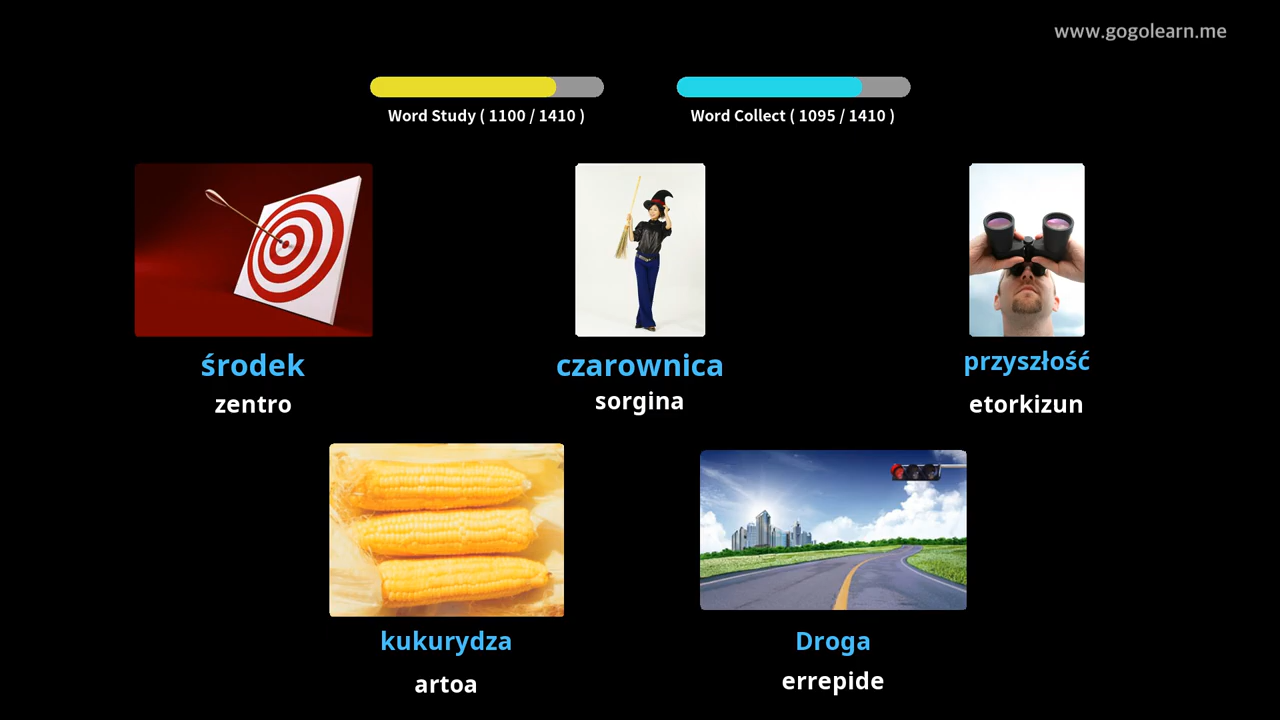 www.gogolearn.me
Word Study ( 1100 / 1410 )
Word Collect ( 1095 / 1410 )
środek
czarownica
przyszłość
zentro
sorgina
etorkizun
kukurydza
Droga
artoa
errepide